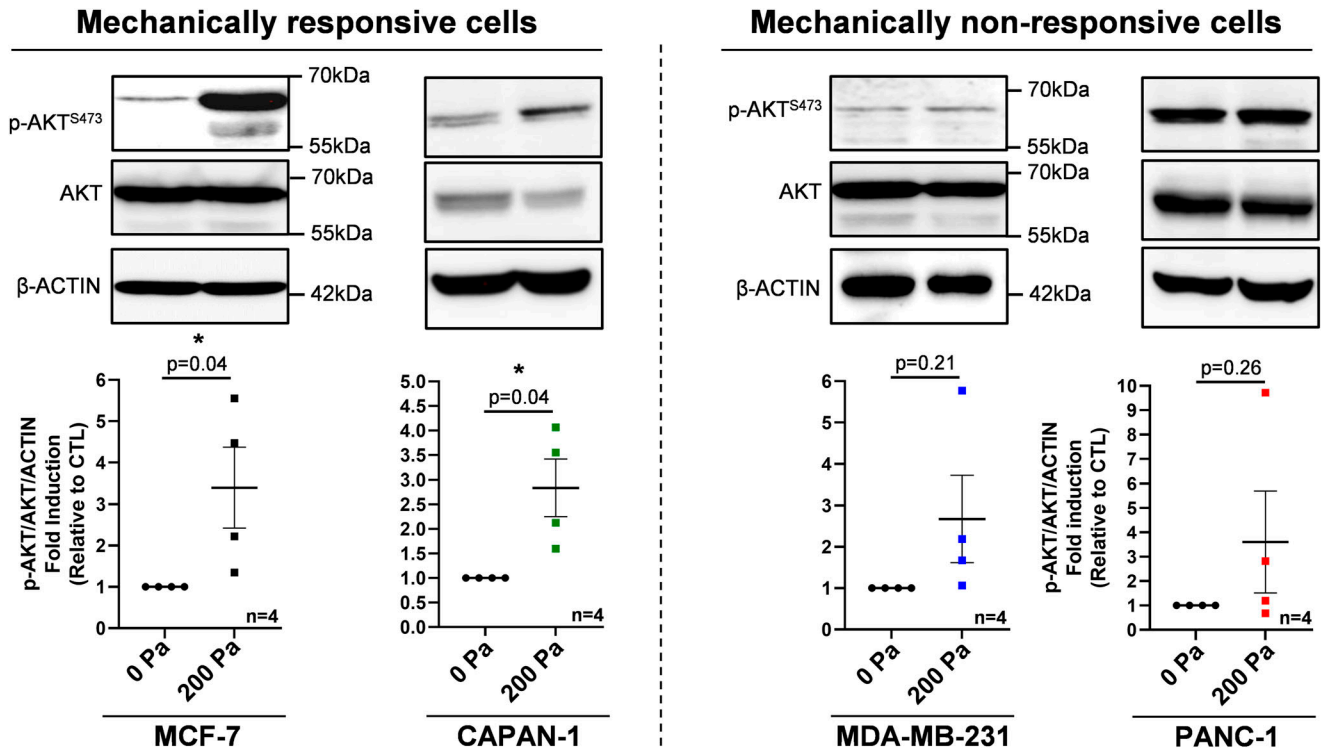 Mechanically responsive cells
Mechanically non-responsive cells
p-AKT^S473
70kDa
55kDa
AKT
70kDa
55kDa
β-ACTIN
42kDa
p-AKT^S473
70kDa
55kDa
AKT
70kDa
55kDa
β-ACTIN
42kDa
*
p=0.04
p-AKT/AKT/ACTIN
Fold Induction
(Relative to CTL)
6
5
4
3
2
1
0
n=4
0 Pa
200 Pa
MCF-7
*
p=0.04
5.0
4.5
4.0
3.5
3.0
2.5
2.0
1.5
1.0
0.5
0.0
n=4
0 Pa
200 Pa
CAPAN-1
p=0.21
6
5
4
3
2
1
0
n=4
0 Pa
200 Pa
MDA-MB-231
p=0.26
p-AKT/AKT/ACTIN
Fold induction
(Relative to CTL)
10
9
8
7
6
5
4
3
2
1
0
n=4
0 Pa
200 Pa
PANC-1